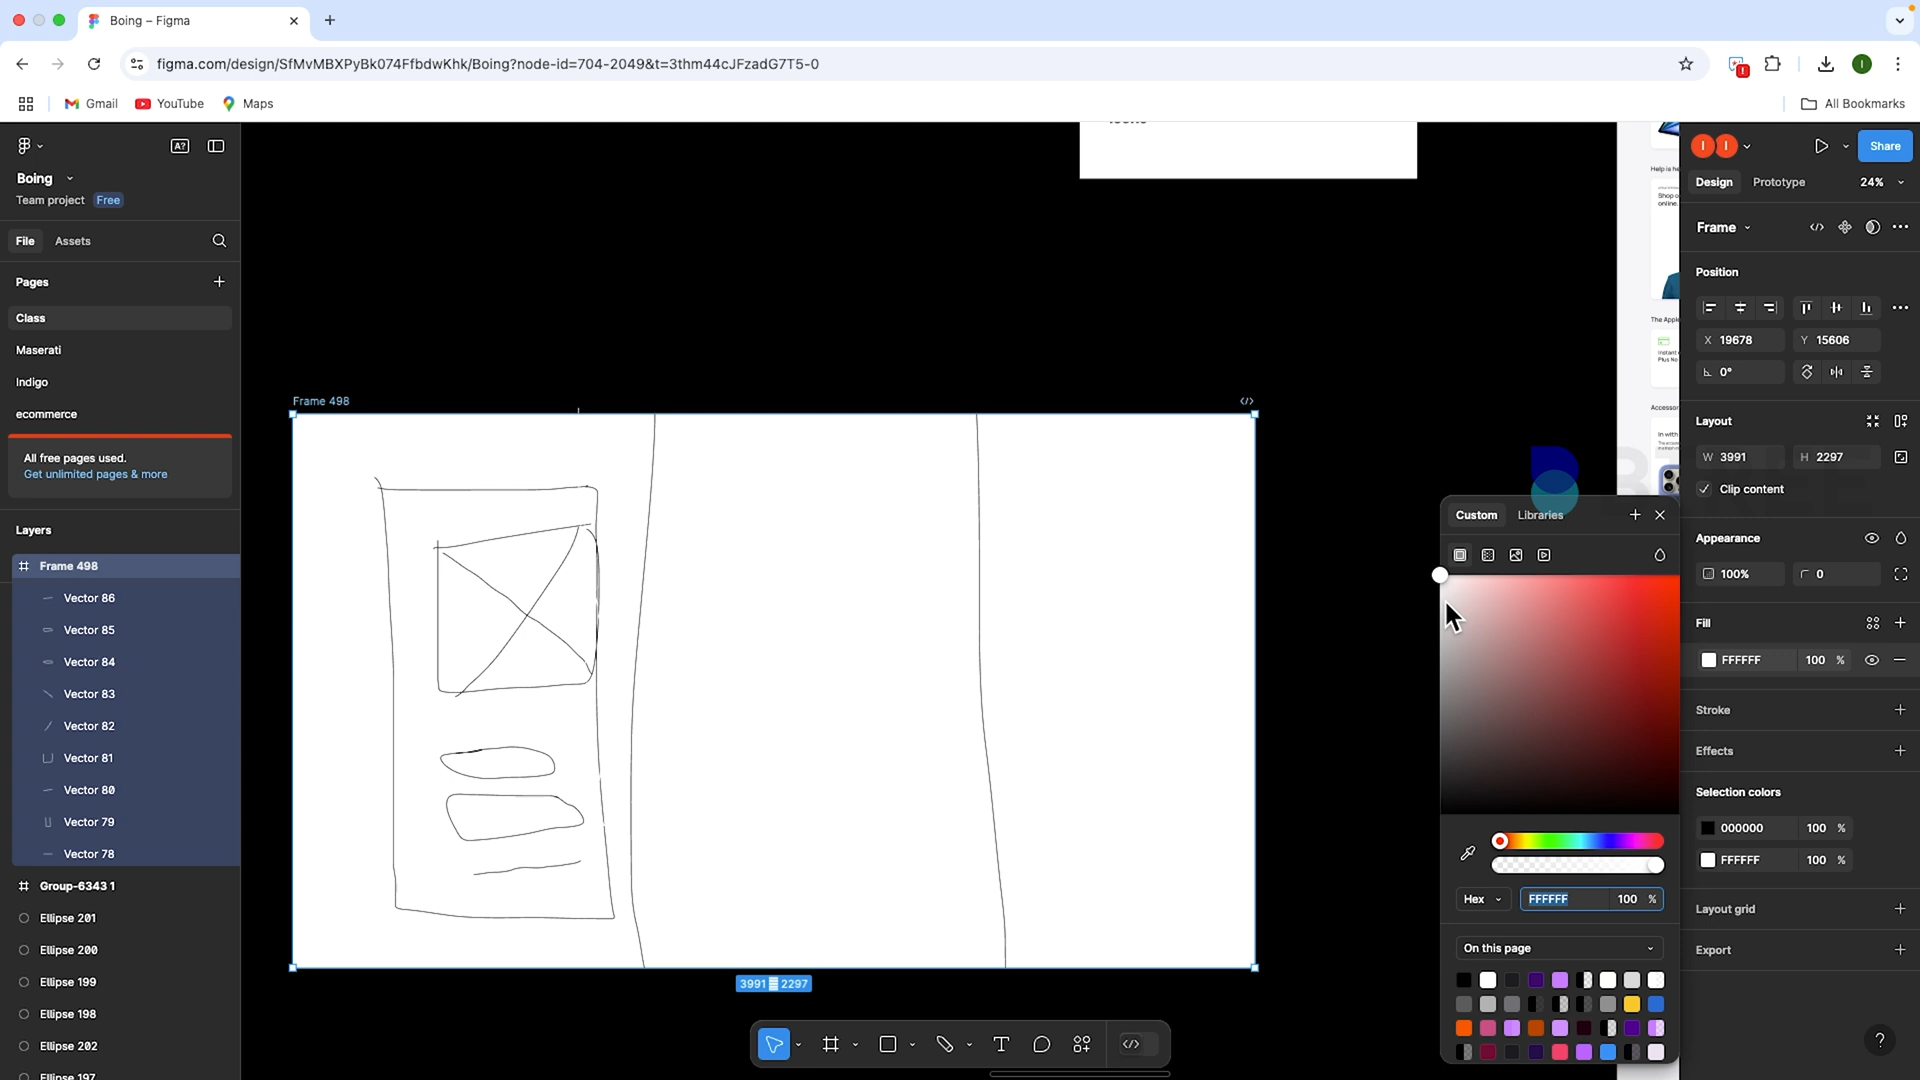 Boing – Figma
figma.com/design/SfMvMBXPyBk074FfbdwKhk/Boing?node-id=704-2049&t=3thm44cJFzadG7T5-0
Gmail
YouTube
Maps
All Bookmarks
Boing
Team project
Free
File
Assets
Pages
Class
Maserati
Indigo
ecommerce
All free pages used.
Get unlimited pages & more
Layers
Frame 498
Vector 86
Vector 85
Vector 84
Vector 83
Vector 82
Vector 81
Vector 80
Vector 79
Vector 78
Group-6343 1
Ellipse 201
Ellipse 200
Ellipse 199
Ellipse 198
Ellipse 202
Ellipse 197
Frame 498
3991
2297
Custom
Libraries
Hex
FFFFFF
100 %
On this page
Share
Design
Prototype
24%
Frame
Position
X 19678
Y 15606
0°
Layout
W 3991
H 2297
Clip content
Appearance
100%
0
Fill
FFFFFF 100 %
Stroke
Effects
Selection colors
000000 100 %
FFFFFF 100 %
Layout grid
Export